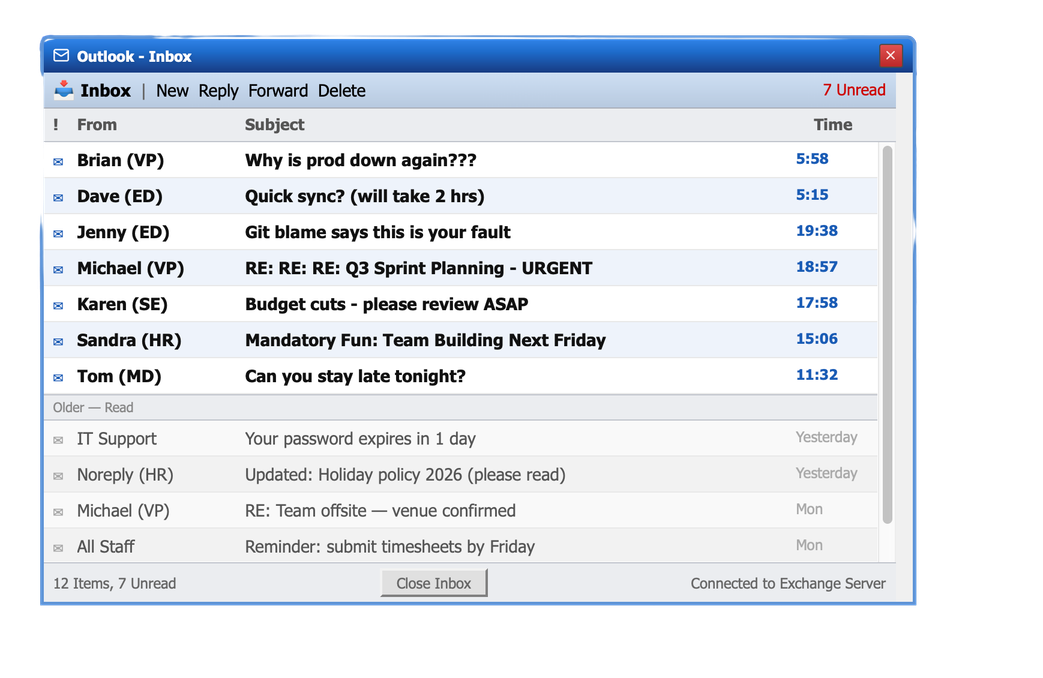 Outlook - Inbox
Inbox | New Reply Forward Delete 7 Unread
! From Subject Time
Brian (VP) Why is prod down again??? 5:58
Dave (ED) Quick sync? (will take 2 hrs) 5:15
Jenny (ED) Git blame says this is your fault 19:38
Michael (VP) RE: RE: RE: Q3 Sprint Planning - URGENT 18:57
Karen (SE) Budget cuts - please review ASAP 17:58
Sandra (HR) Mandatory Fun: Team Building Next Friday 15:06
Tom (MD) Can you stay late tonight? 11:32
Older — Read
IT Support Your password expires in 1 day Yesterday
Noreply (HR) Updated: Holiday policy 2026 (please read) Yesterday
Michael (VP) RE: Team offsite — venue confirmed Mon
All Staff Reminder: submit timesheets by Friday Mon
12 Items, 7 Unread Close Inbox Connected to Exchange Server